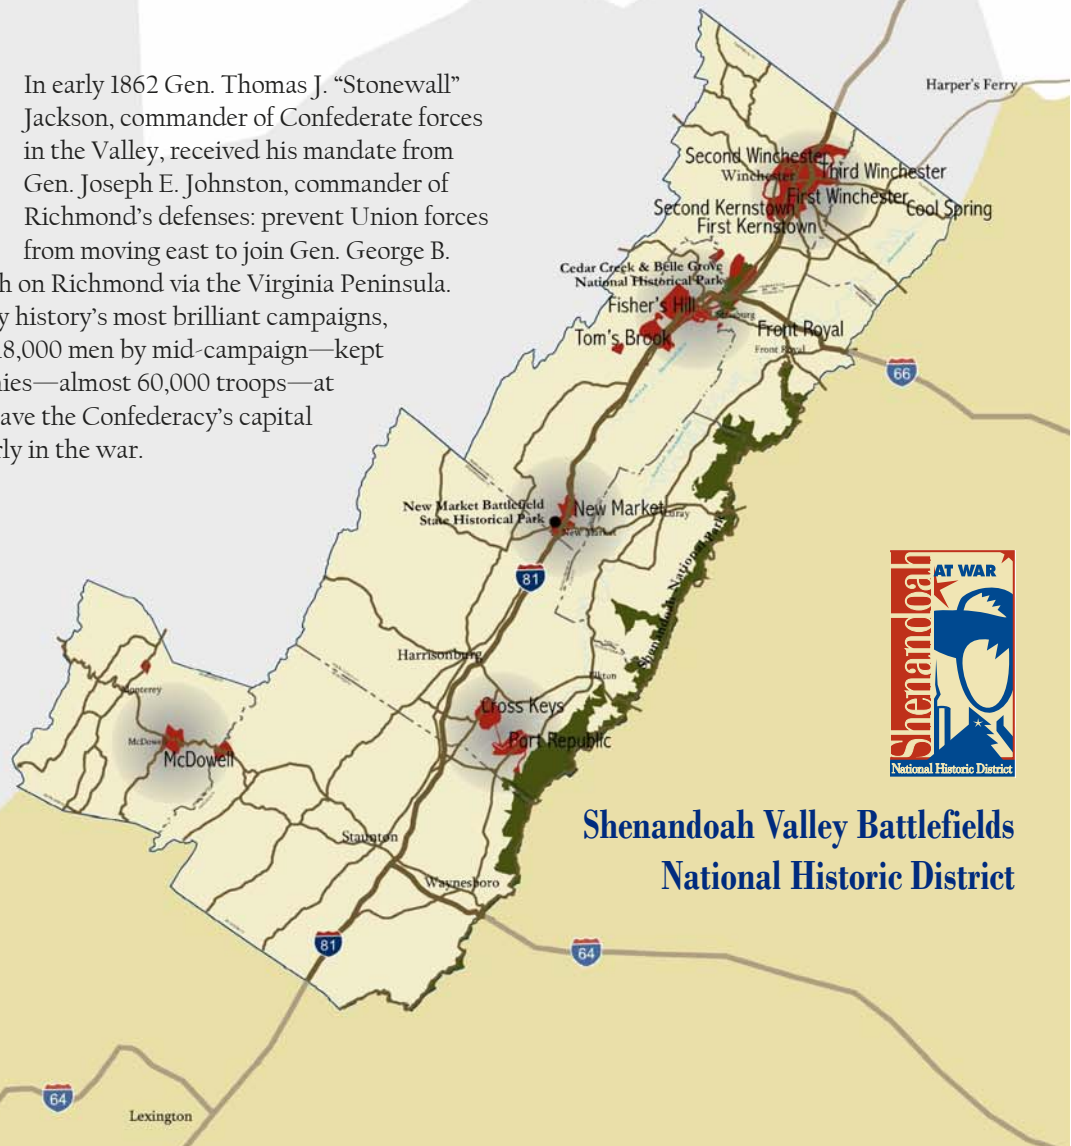 In early 1862 Gen. Thomas J. “Stonewall”
Jackson, commander of Confederate forces
in the Valley, received his mandate from
Gen. Joseph E. Johnston, commander of
Richmond’s defenses: prevent Union forces
from moving east to join Gen. George B.
h on Richmond via the Virginia Peninsula.
y history’s most brilliant campaigns,
18,000 men by mid-campaign—kept
nies—almost 60,000 troops—at
ave the Confederacy’s capital
rly in the war.
Harper's Ferry
Second Winchester
Winchester
Third Winchester
First Winchester
Second Kernstown
Cool Spring
First Kernstown
Cedar Creek & Belle Grove
National Historical Park
Fisher's Hill
Strasburg
Tom's Brook
Front Royal
Front Royal
66
New Market Battlefield
State Historical Park
New Market
New Market
Luray
81
Shenandoah National Park
Harrisonburg
Elkton
Cross Keys
Port Republic
Monterey
McDowell
McDowell
Staunton
Waynesboro
81
64
64
Lexington
Shenandoah
AT WAR
National Historic District
Shenandoah Valley Battlefields
National Historic District